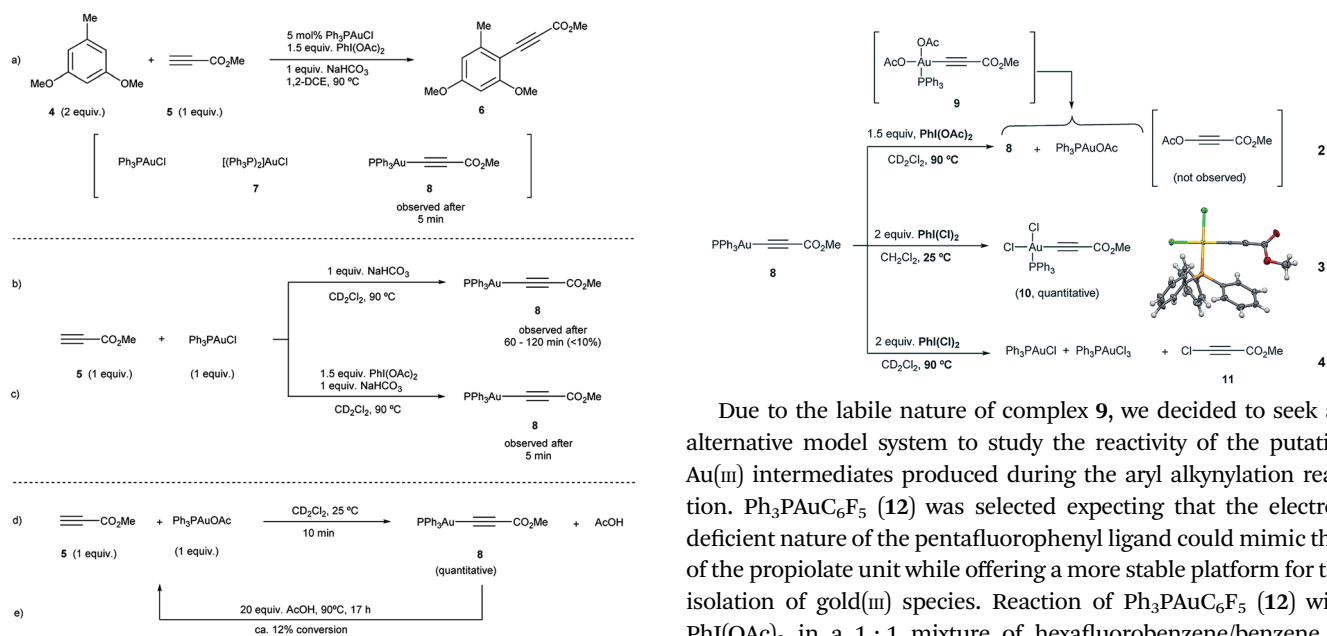 a)
Me
MeO
OMe
4 (2 equiv.)
+
CO2Me
5 (1 equiv.)
5 mol% Ph3PAuCl
1.5 equiv. PhI(OAc)2
1 equiv. NaHCO3
1,2-DCE, 90 ºC
Me
CO2Me
MeO
OMe
6
Ph3PAuCl
[(Ph3P)2]AuCl
7
PPh3Au
CO2Me
8
observed after
5 min
b)
1 equiv. NaHCO3
CD2Cl2, 90 ºC
PPh3Au
CO2Me
8
observed after
60 - 120 min (<10%)
CO2Me
+
Ph3PAuCl
5 (1 equiv.)
(1 equiv.)
c)
1.5 equiv. PhI(OAc)2
1 equiv. NaHCO3
CD2Cl2, 90 ºC
PPh3Au
CO2Me
8
observed after
5 min
d)
CO2Me
+
Ph3PAuOAc
5 (1 equiv.)
(1 equiv.)
CD2Cl2, 25 ºC
10 min
PPh3Au
CO2Me
+ AcOH
8
(quantitative)
e)
20 equiv. AcOH, 90ºC, 17 h
ca. 12% conversion
OAc
AcO
Au
CO2Me
PPh3
9
1.5 equiv, PhI(OAc)2
CD2Cl2, 90 ºC
8 + Ph3PAuOAc
AcO
CO2Me
(not observed)
2
PPh3Au
CO2Me
8
2 equiv. PhI(Cl)2
CH2Cl2, 25 ºC
Cl
Cl
Au
CO2Me
PPh3
(10, quantitative)
3
2 equiv. PhI(Cl)2
CD2Cl2, 90 ºC
Ph3PAuCl + Ph3PAuCl3 + Cl
CO2Me
11
4
Due to the labile nature of complex 9, we decided to seek a
alternative model system to study the reactivity of the putati
Au(III) intermediates produced during the aryl alkynylation rea
tion. Ph3PAuC6F5 (12) was selected expecting that the electro
deficient nature of the pentafluorophenyl ligand could mimic th
of the propiolate unit while offering a more stable platform for t
isolation of gold(III) species. Reaction of Ph3PAuC6F5 (12) wi
PhI(OAc)2 in a 1 : 1 mixture of hexafluorobenzene/benzene